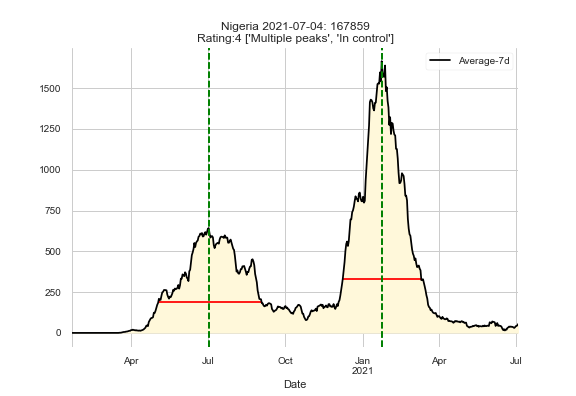 Nigeria 2021-07-04: 167859
Rating:4 ['Multiple peaks', 'In control']
Average-7d
1500
1250
1000
750
500
250
0
Apr
Jul
Oct
Jan
2021
Apr
Jul
Date